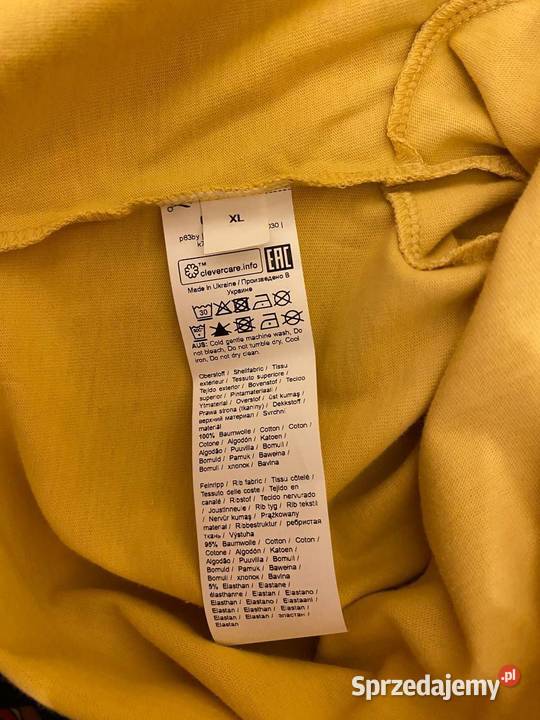 XL
p83by
030 |
clevercare.info
EAC
Made in Ukraine / Произведено в
Украине
30
AUS: Cold gentle machine wash, Do
not bleach, Do not tumble dry, Cool
iron, Do not dry clean.
Oberstoff / Shellfabric / Tissu
extérieur / Tessuto superiore /
Tejido exterior / Bovenstof / Tecido
superior / Pintamateriaali /
Ytmaterial / Overstof / üst kumaş /
Prawa strona (tkaniny) / Dekkstoff /
верхний материал / Svrchní
materiál
100% Baumwolle / Cotton / Coton /
Cotone / Algodón / Katoen /
Algodão / Puuvilla / Bomull /
Bomuld / Pamuk / Bawełna /
Bomull / хлопок / Bavlna
Feinripp / Rib fabric / Tissu côtelé /
Tessuto delle coste / Tejido en
canalé / Ribstof / Tecido nervurado
/ Joustinneule / Rib tyg / Rib tekstil
/ Nervür kumaş / Prążkowany
materiał / Ribbestruktur / ребристая
ткань / Výstuha
95% Baumwolle / Cotton / Coton /
Cotone / Algodón / Katoen /
Algodão / Puuvilla / Bomull /
Bomuld / Pamuk / Bawełna /
Bomull / хлопок / Bavlna
5% Elasthan / Elastane /
élasthanne / Elastan / Elastano /
Elasthan / Elastano / Elastaani /
Elastan / Elasthan / Elastan /
Elastan / Elastan / эластан /
Elastan
Sprzedajemy.pl